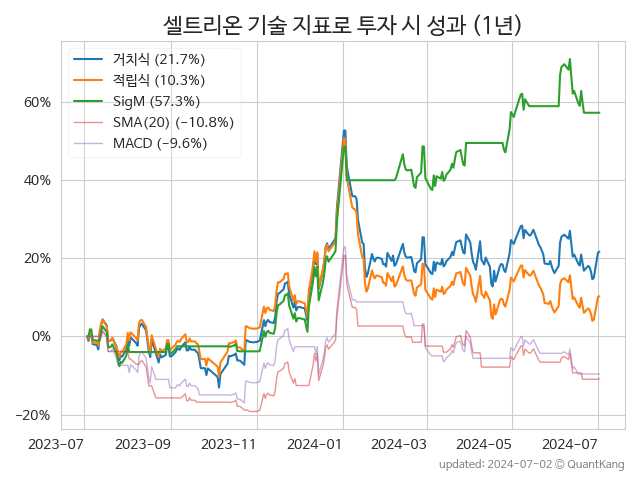 셀트리온 기술 지표로 투자 시 성과 (1년)
거치식 (21.7%)
적립식 (10.3%)
SigM (57.3%)
SMA(20) (−10.8%)
MACD (−9.6%)
60%
40%
20%
0%
−20%
2023-07
2023-09
2023-11
2024-01
2024-03
2024-05
2024-07
updated: 2024-07-02 © QuantKang